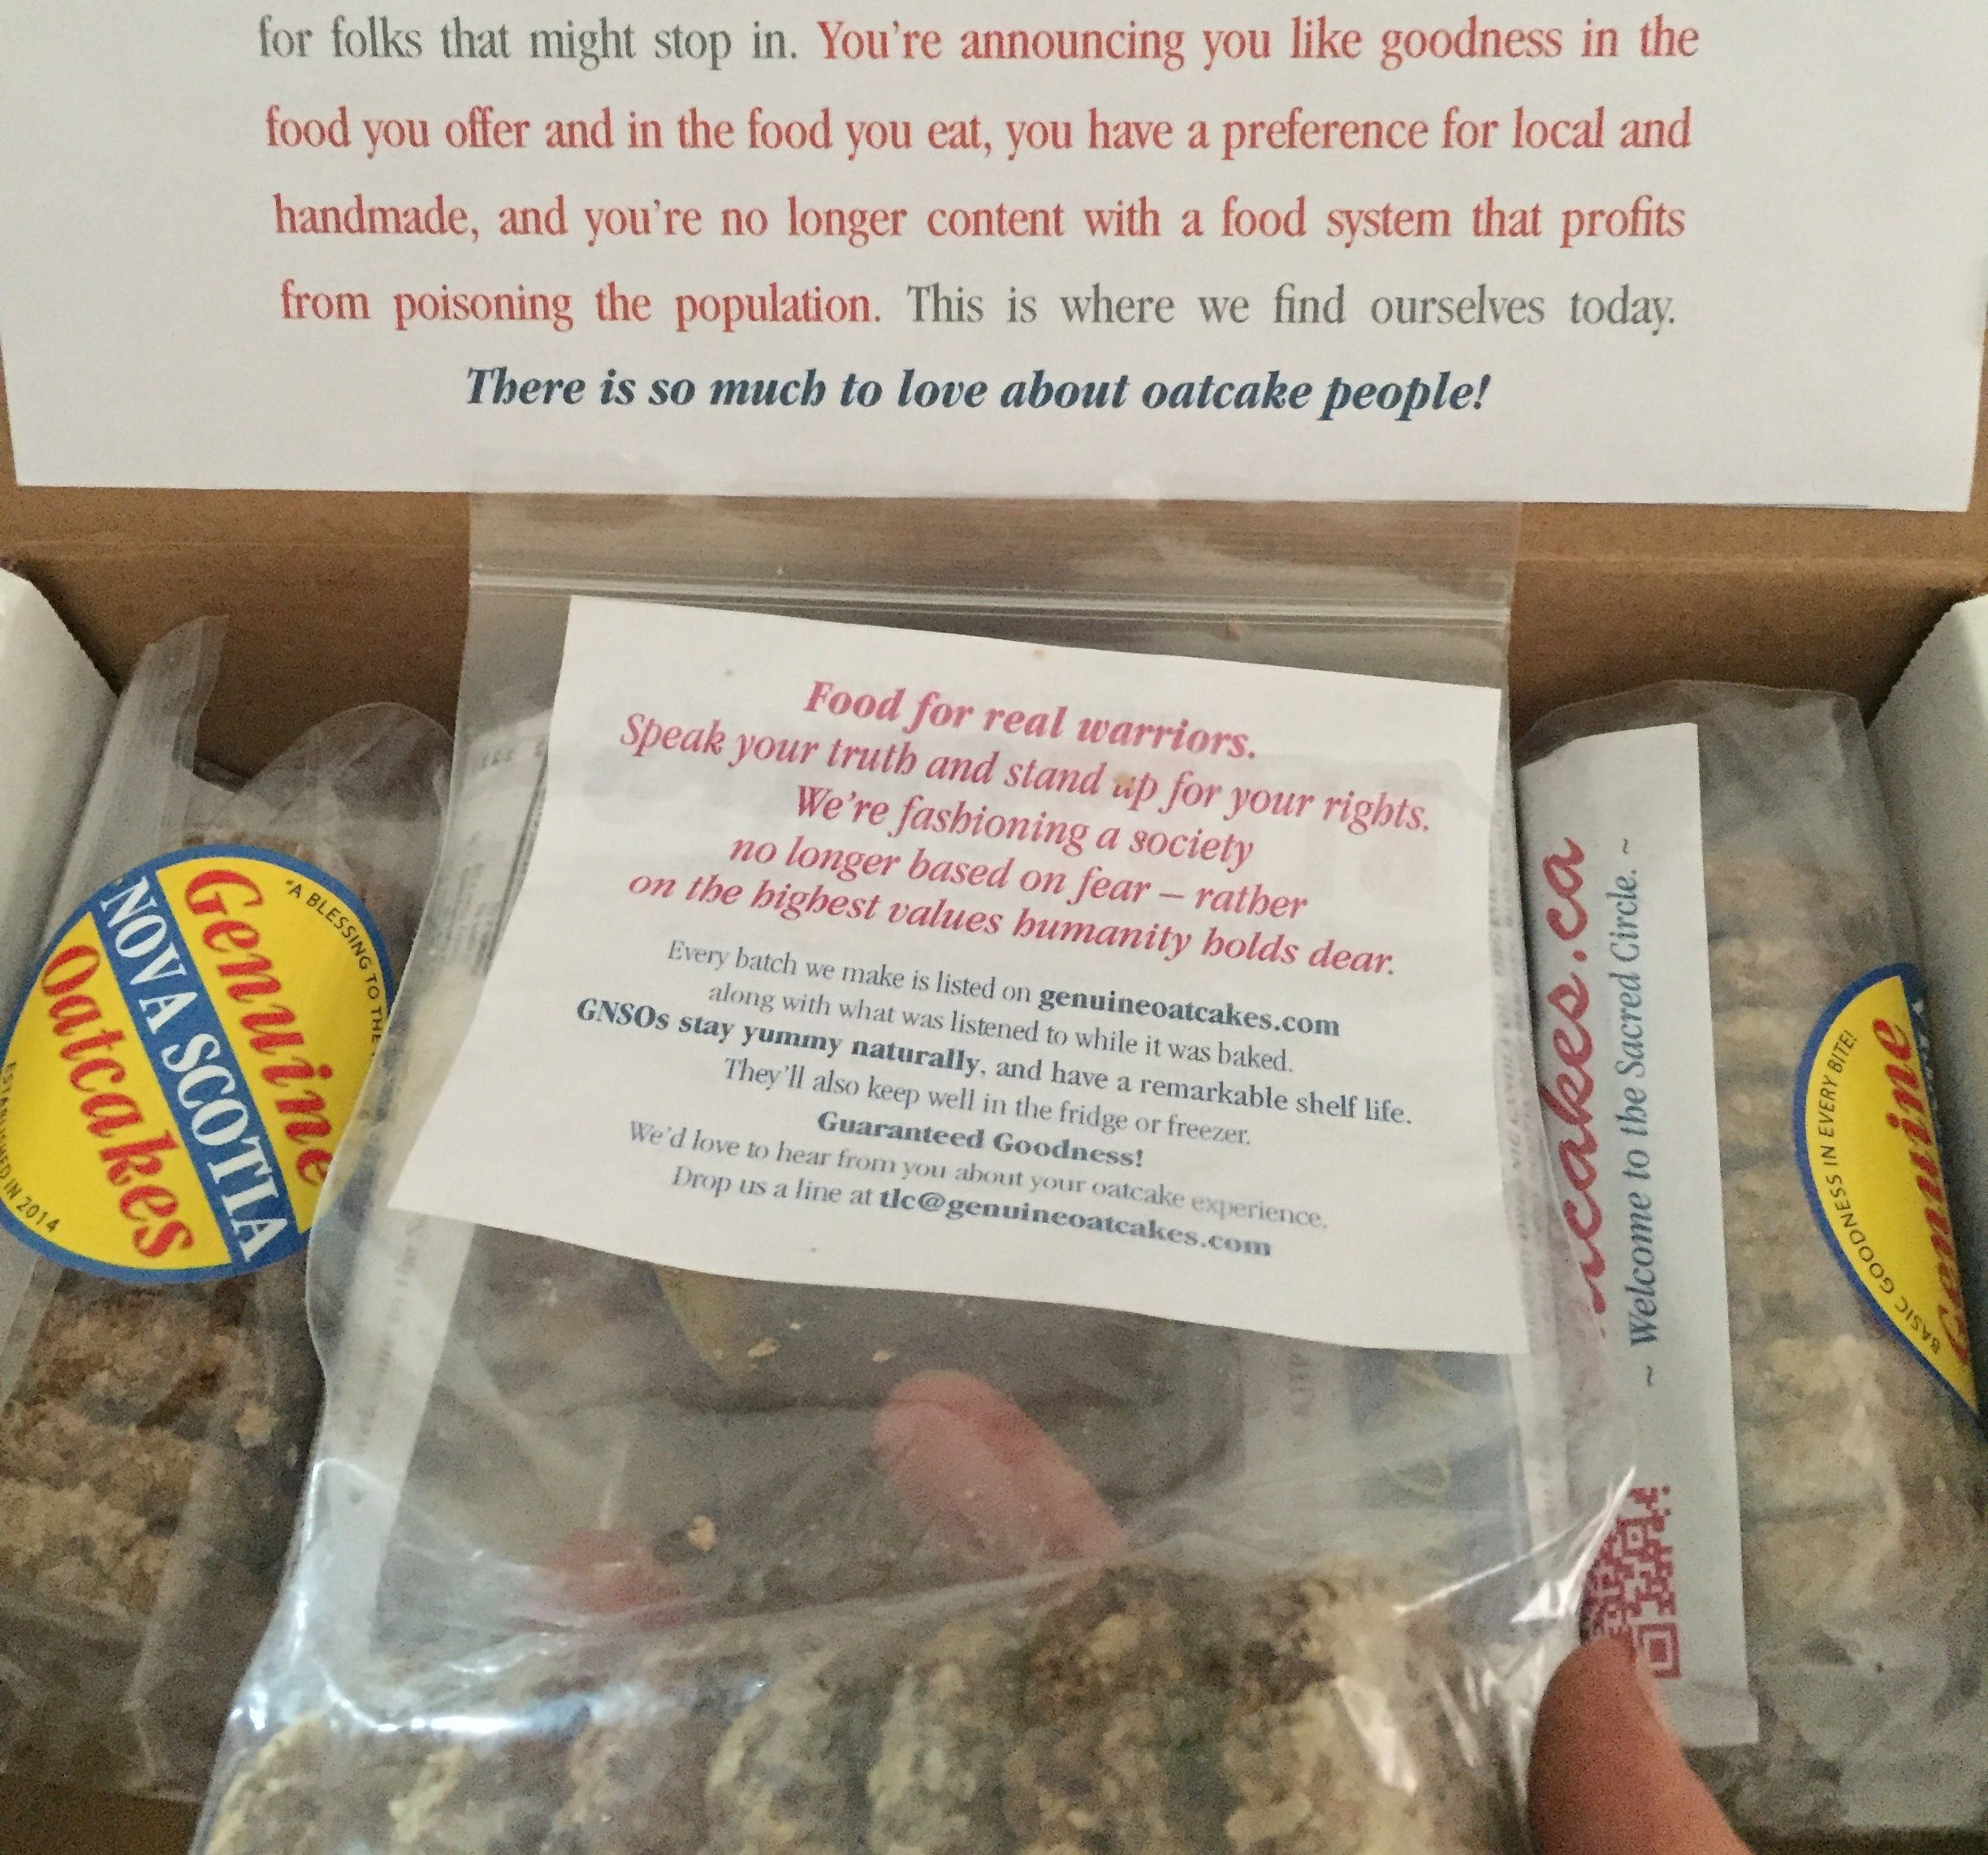 for folks that might stop in. You're announcing you like goodness in the
food you offer and in the food you eat, you have a preference for local and
handmade, and you're no longer content with a food system that profits
from poisoning the population. This is where we find ourselves today.
There is so much to love about oatcake people!
Food for real warriors.
Speak your truth and stand up for your rights.
We're fashioning a society
no longer based on fear – rather
on the highest values humanity holds dear.
Every batch we make is listed on genuineoatcakes.com
along with what was listened to while it was baked.
GNSOs stay yummy naturally, and have a remarkable shelf life.
They'll also keep well in the fridge or freezer.
Guaranteed Goodness!
We'd love to hear from you about your oatcake experience.
Drop us a line at tlc@genuineoatcakes.com
"A BLESSING TO THE
Genuine
NOVA SCOTIA
Oatcakes
ESTABLISHED IN 2014
cakes.ca
~ Welcome to the Sacred Circle. ~
BASIC GOODNESS IN EVERY BITE!
Genuine